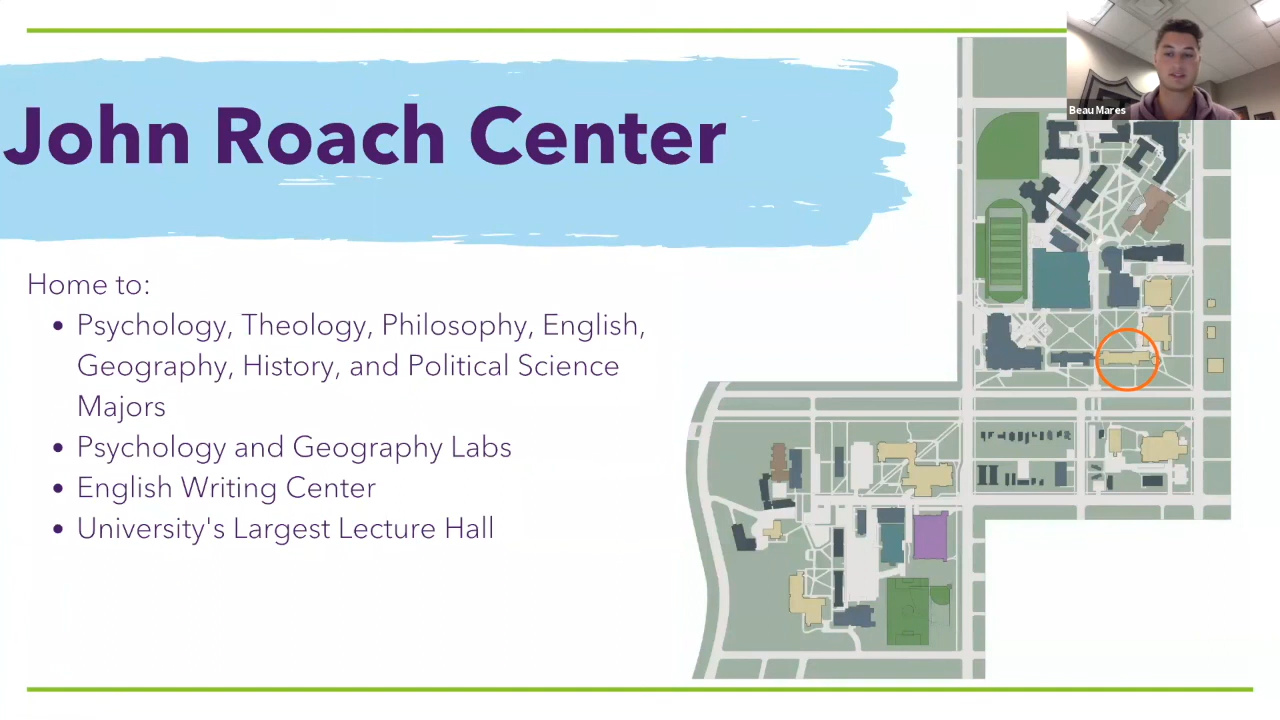 John Roach Center
Beau Mares
Home to:
• Psychology, Theology, Philosophy, English,
Geography, History, and Political Science
Majors
• Psychology and Geography Labs
• English Writing Center
• University's Largest Lecture Hall